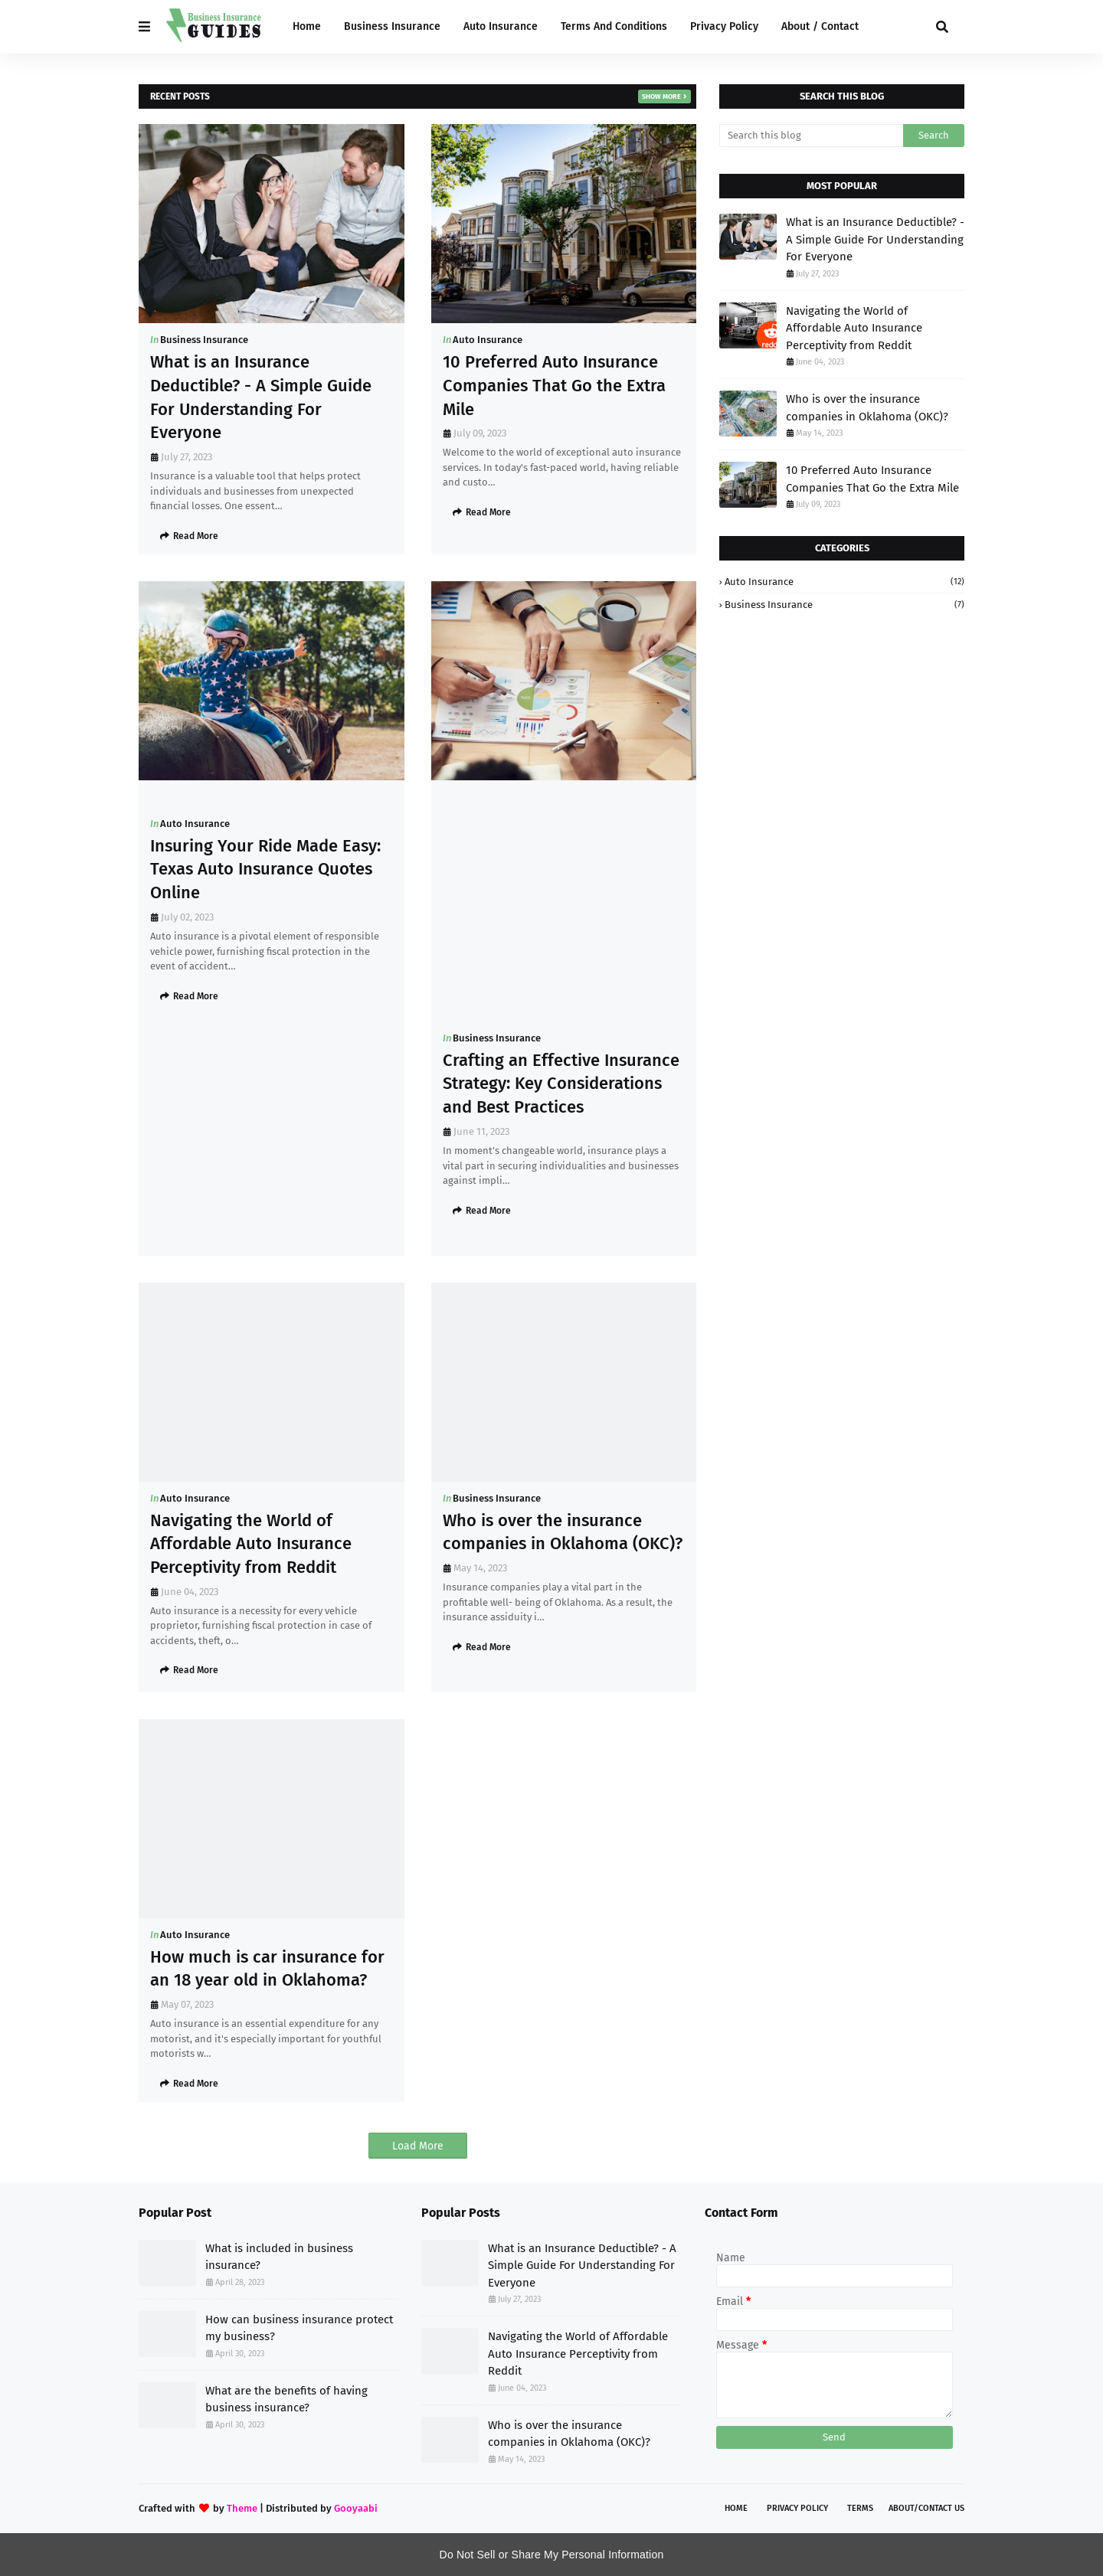 Business Insurance
GUIDES
Home
Business Insurance
Auto Insurance
Terms And Conditions
Privacy Policy
About / Contact
RECENT POSTS
SHOW MORE >
In Business Insurance
What is an Insurance
Deductible? - A Simple Guide
For Understanding For
Everyone
July 27, 2023
Insurance is a valuable tool that helps protect
individuals and businesses from unexpected
financial losses. One essent...
Read More
In Auto Insurance
10 Preferred Auto Insurance
Companies That Go the Extra
Mile
July 09, 2023
Welcome to the world of exceptional auto insurance
services. In today's fast-paced world, having reliable
and custo...
Read More
In Auto Insurance
Insuring Your Ride Made Easy:
Texas Auto Insurance Quotes
Online
July 02, 2023
Auto insurance is a pivotal element of responsible
vehicle power, furnishing fiscal protection in the
event of accident...
Read More
In Business Insurance
Crafting an Effective Insurance
Strategy: Key Considerations
and Best Practices
June 11, 2023
In moment's changeable world, insurance plays a
vital part in securing individualities and businesses
against impli...
Read More
In Auto Insurance
Navigating the World of
Affordable Auto Insurance
Perceptivity from Reddit
June 04, 2023
Auto insurance is a necessity for every vehicle
proprietor, furnishing fiscal protection in case of
accidents, theft, o...
Read More
In Business Insurance
Who is over the insurance
companies in Oklahoma (OKC)?
May 14, 2023
Insurance companies play a vital part in the
profitable well- being of Oklahoma. As a result, the
insurance assiduity i...
Read More
In Auto Insurance
How much is car insurance for
an 18 year old in Oklahoma?
May 07, 2023
Auto insurance is an essential expenditure for any
motorist, and it's especially important for youthful
motorists w...
Read More
Load More
SEARCH THIS BLOG
Search this blog
Search
MOST POPULAR
What is an Insurance Deductible? -
A Simple Guide For Understanding
For Everyone
July 27, 2023
Navigating the World of
Affordable Auto Insurance
Perceptivity from Reddit
June 04, 2023
Who is over the insurance
companies in Oklahoma (OKC)?
May 14, 2023
10 Preferred Auto Insurance
Companies That Go the Extra Mile
July 09, 2023
CATEGORIES
› Auto Insurance (12)
› Business Insurance (7)
Popular Post
What is included in business
insurance?
April 28, 2023
How can business insurance protect
my business?
April 30, 2023
What are the benefits of having
business insurance?
April 30, 2023
Popular Posts
What is an Insurance Deductible? - A
Simple Guide For Understanding For
Everyone
July 27, 2023
Navigating the World of Affordable
Auto Insurance Perceptivity from
Reddit
June 04, 2023
Who is over the insurance
companies in Oklahoma (OKC)?
May 14, 2023
Contact Form
Name
Email *
Message *
Send
Crafted with by Theme | Distributed by Gooyaabi
HOME
PRIVACY POLICY
TERMS
ABOUT/CONTACT US
Do Not Sell or Share My Personal Information